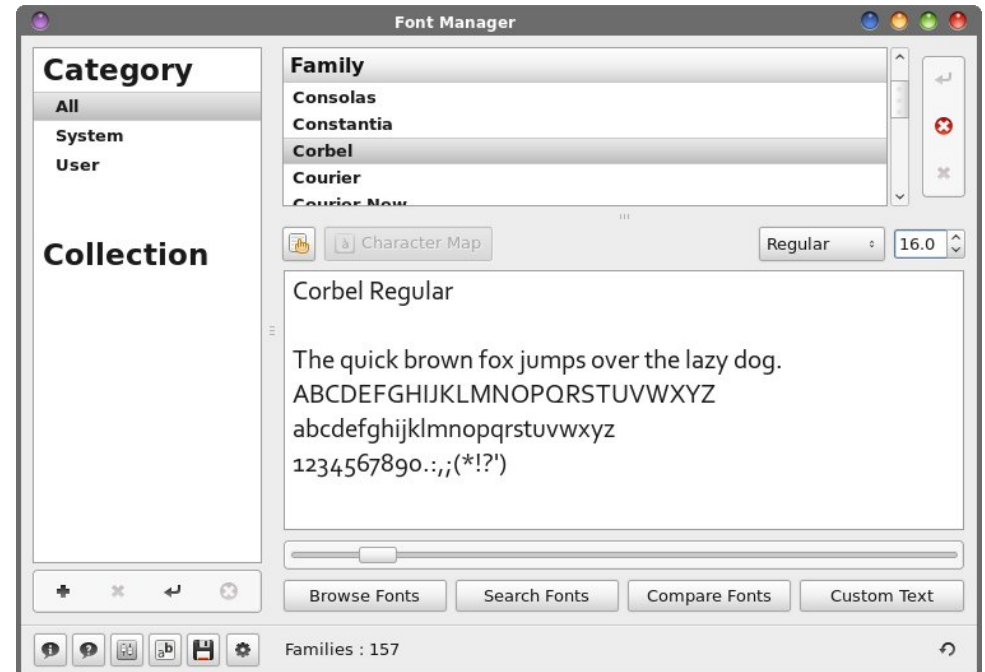 Font Manager
Category
All
System
User
Collection
Family
Consolas
Constantia
Corbel
Courier
Courier New
Character Map
Regular
16.0
Corbel Regular
The quick brown fox jumps over the lazy dog.
ABCDEFGHIJKLMNOPQRSTUVWXYZ
abcdefghijklmnopqrstuvwxyz
1234567890.:,;(*!?')
Browse Fonts
Search Fonts
Compare Fonts
Custom Text
Families : 157